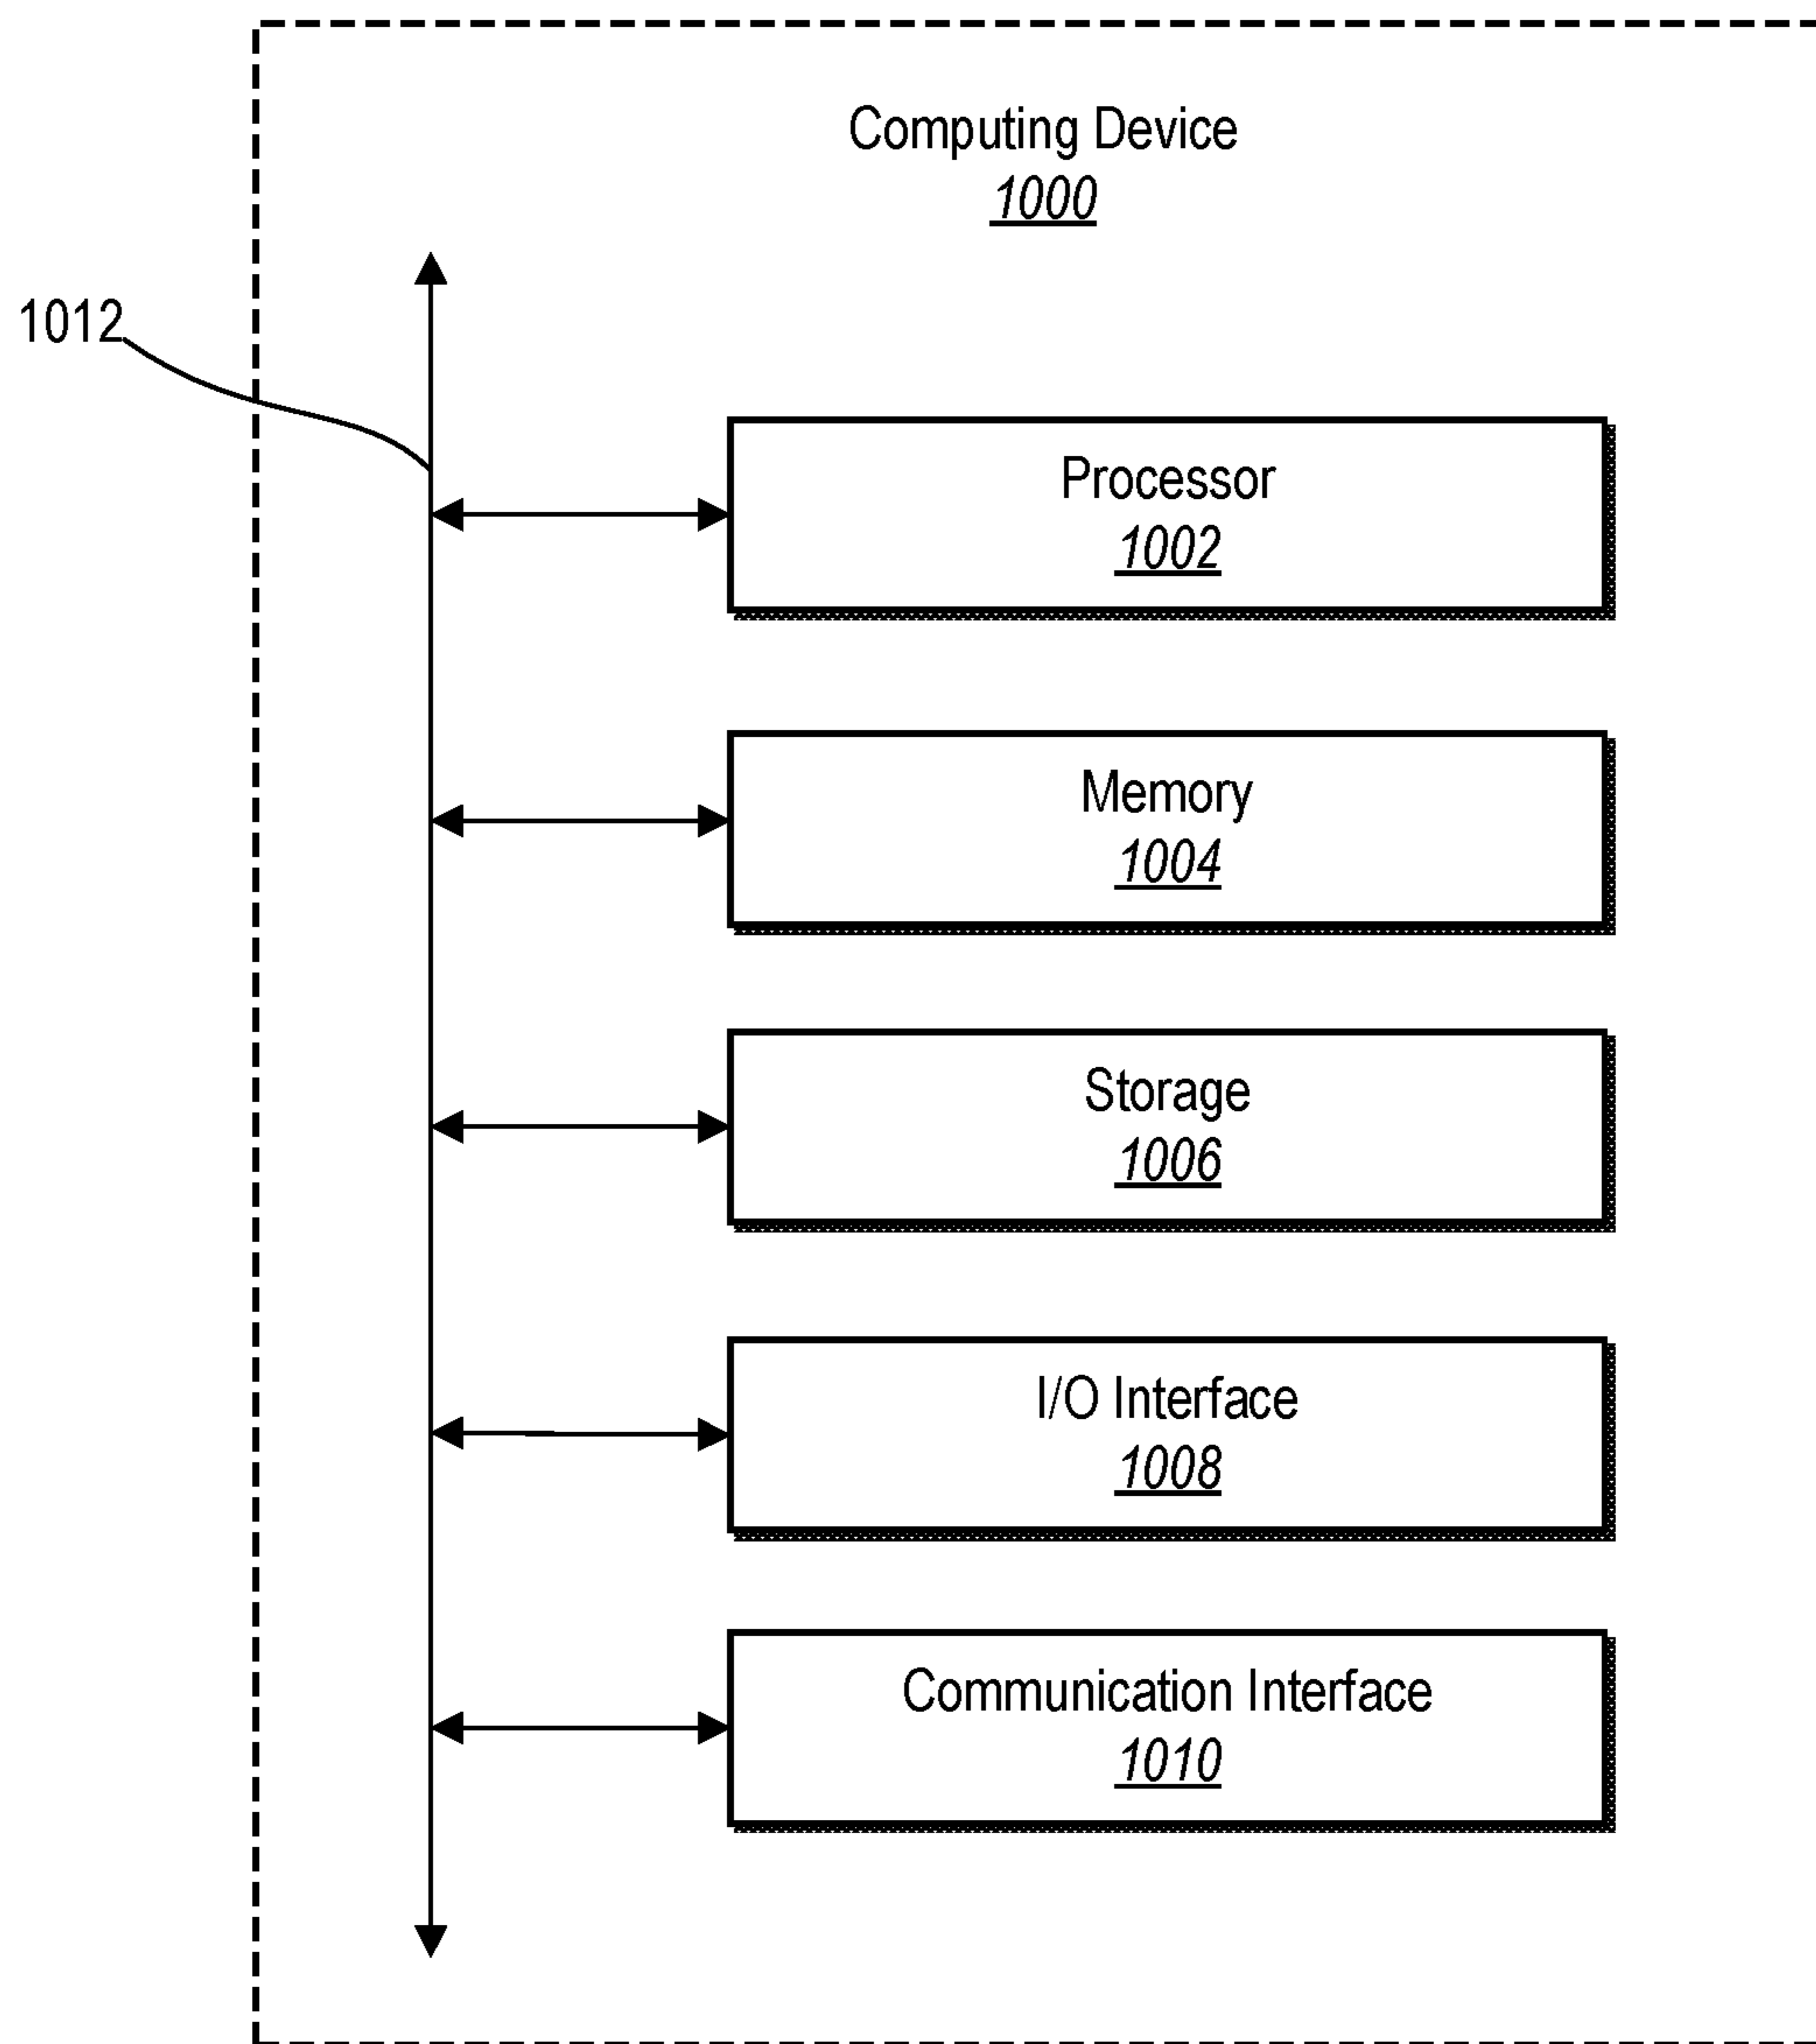 Computing Device
1000
1012
Processor
1002
Memory
1004
Storage
1006
I/O Interface
1008
Communication Interface
1010